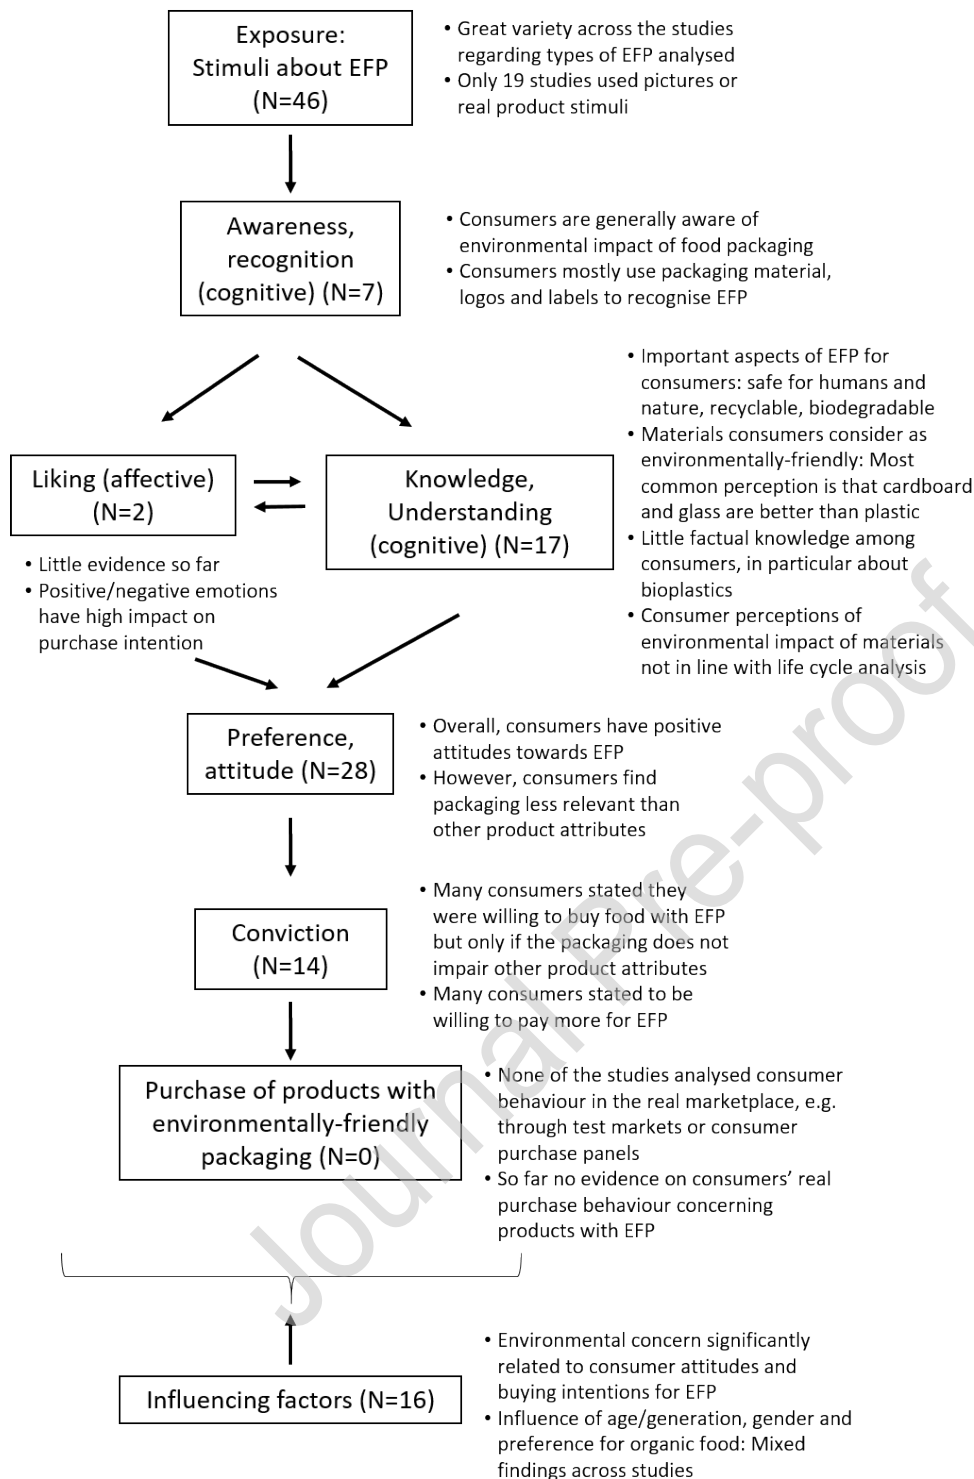 Exposure:
Stimuli about EFP
(N=46)
• Great variety across the studies
regarding types of EFP analysed
• Only 19 studies used pictures or
real product stimuli
Awareness,
recognition
(cognitive) (N=7)
• Consumers are generally aware of
environmental impact of food packaging
• Consumers mostly use packaging material,
logos and labels to recognise EFP
Liking (affective)
(N=2)
• Little evidence so far
• Positive/negative emotions
have high impact on
purchase intention
Knowledge,
Understanding
(cognitive) (N=17)
• Important aspects of EFP for
consumers: safe for humans and
nature, recyclable, biodegradable
• Materials consumers consider as
environmentally-friendly: Most
common perception is that cardboard
and glass are better than plastic
• Little factual knowledge among
consumers, in particular about
bioplastics
• Consumer perceptions of
environmental impact of materials
not in line with life cycle analysis
Preference,
attitude (N=28)
• Overall, consumers have positive
attitudes towards EFP
• However, consumers find
packaging less relevant than
other product attributes
Conviction
(N=14)
• Many consumers stated they
were willing to buy food with EFP
but only if the packaging does not
impair other product attributes
• Many consumers stated to be
willing to pay more for EFP
Purchase of products with
environmentally-friendly
packaging (N=0)
• None of the studies analysed consumer
behaviour in the real marketplace, e.g.
through test markets or consumer
purchase panels
• So far no evidence on consumers’ real
purchase behaviour concerning
products with EFP
Influencing factors (N=16)
• Environmental concern significantly
related to consumer attitudes and
buying intentions for EFP
• Influence of age/generation, gender and
preference for organic food: Mixed
findings across studies
Journal Pre-proof